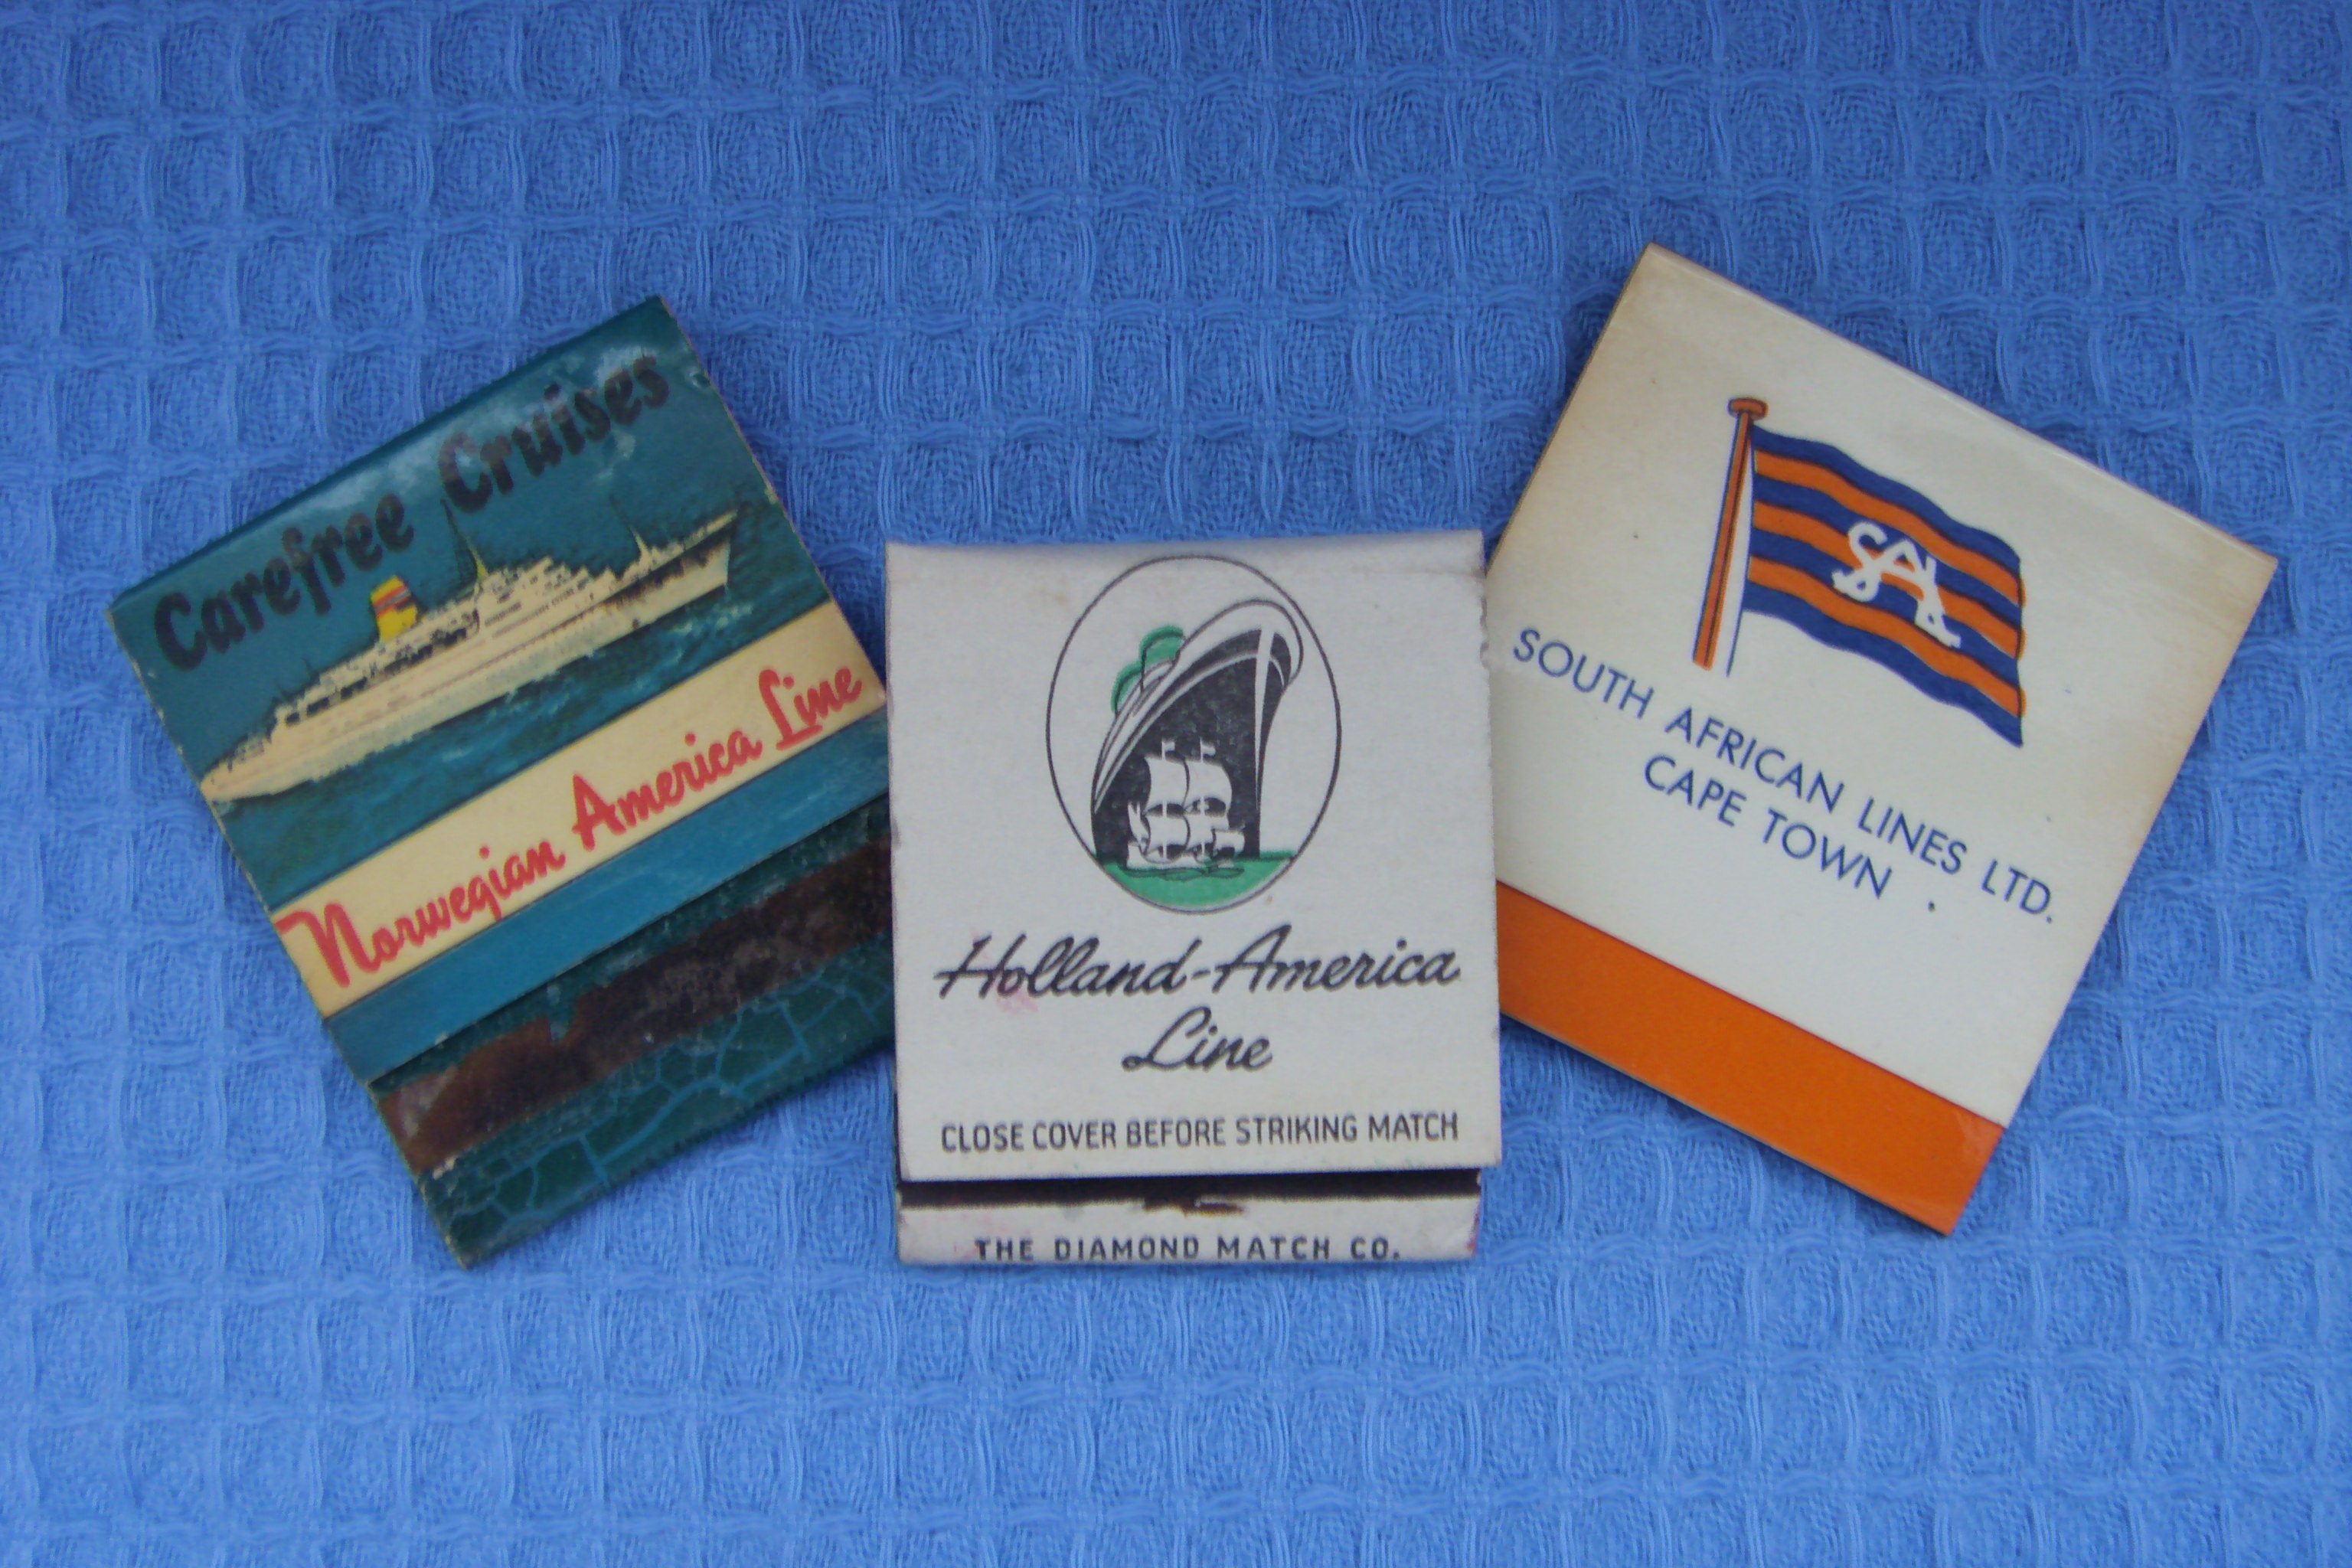 Carefree Cruises
Norwegian America Line
Holland-America
Line
CLOSE COVER BEFORE STRIKING MATCH
THE DIAMOND MATCH CO.
SAL
SOUTH AFRICAN LINES LTD.
CAPE TOWN